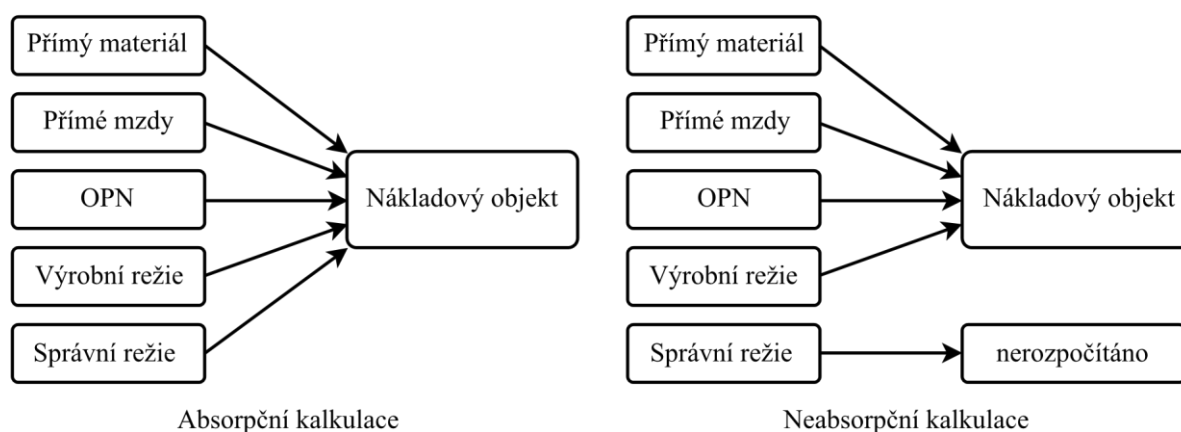 Přímý materiál
Přímé mzdy
OPN
Výrobní režie
Správní režie
Nákladový objekt
Absorpční kalkulace
Přímý materiál
Přímé mzdy
OPN
Výrobní režie
Správní režie
Nákladový objekt
nerozpočítáno
Neabsorpční kalkulace